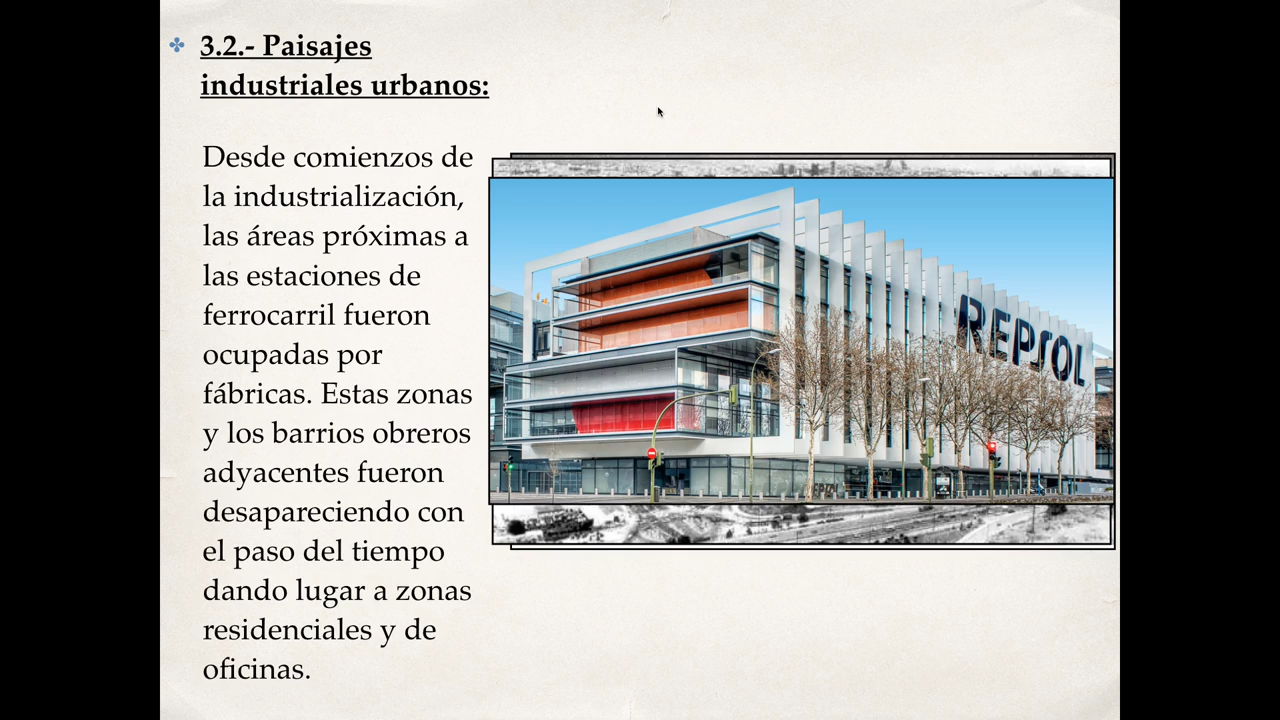 3.2.- Paisajes
industriales urbanos:
Desde comienzos de
la industrialización,
las áreas próximas a
las estaciones de
ferrocarril fueron
ocupadas por
fábricas. Estas zonas
y los barrios obreros
adyacentes fueron
desapareciendo con
el paso del tiempo
dando lugar a zonas
residenciales y de
oficinas.
REPSOL